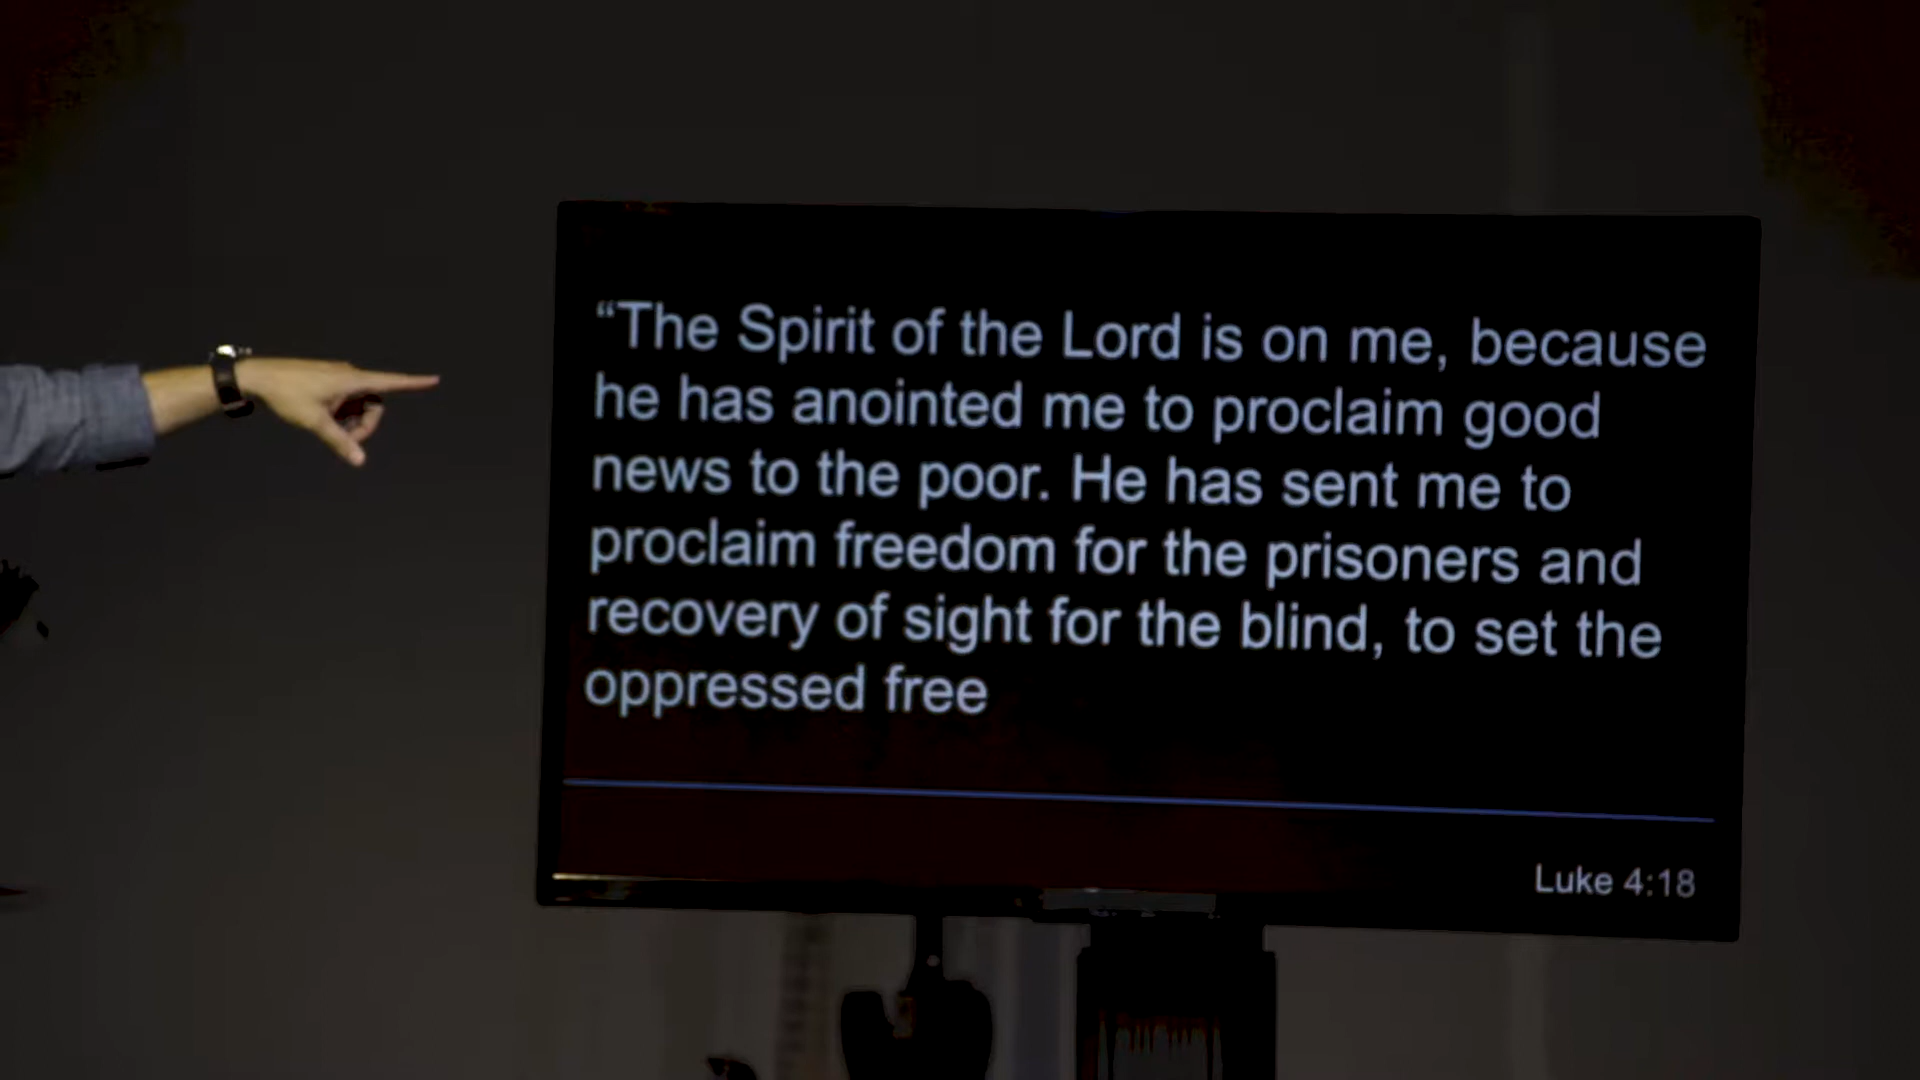 “The Spirit of the Lord is on me, because
he has anointed me to proclaim good
news to the poor. He has sent me to
proclaim freedom for the prisoners and
recovery of sight for the blind, to set the
oppressed free
Luke 4:18